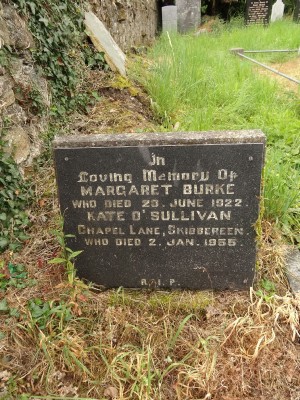 In
Loving Memory Of
MARGARET BURKE
WHO DIED 23. JUNE 1922.
KATE O'SULLIVAN
CHAPEL LANE, SKIBBEREEN.
WHO DIED 2. JAN. 1955.
R.I.P.